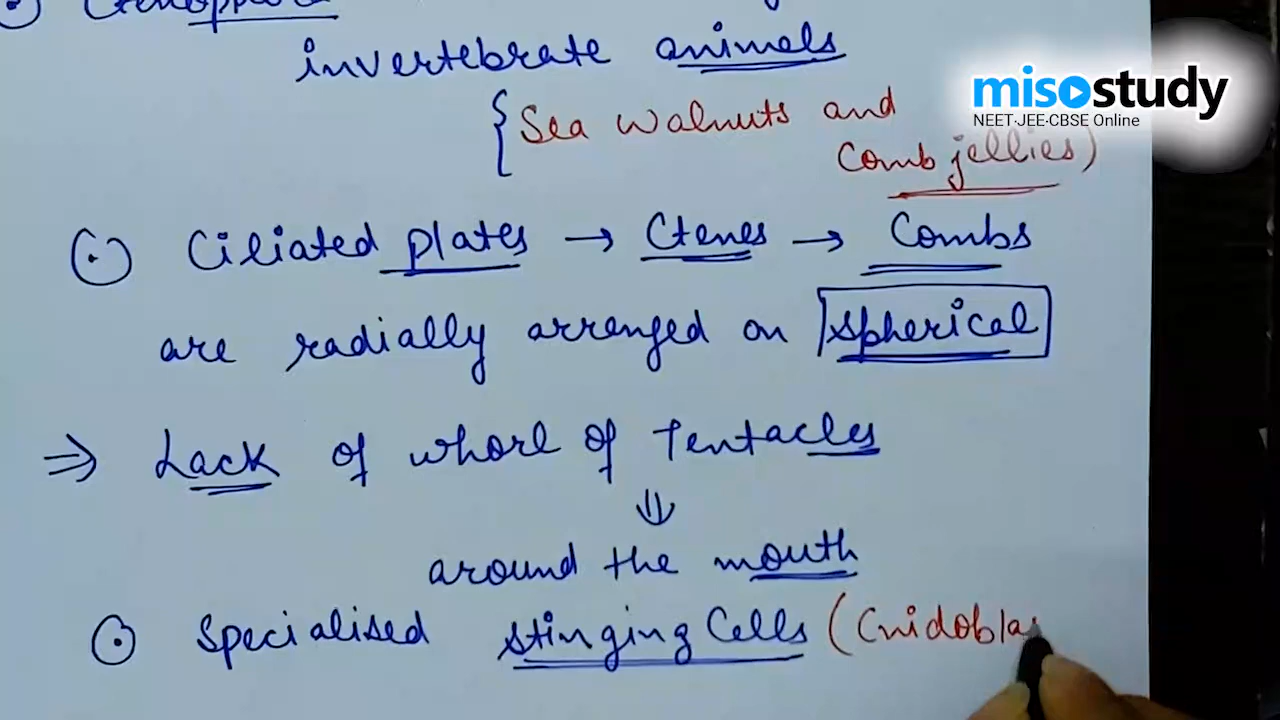 misostudy
NEET·JEE·CBSE Online
invertebrate animals
{ Sea walnuts and
Comb jellies)
Ciliated plates → Ctenes → Combs
are radially arranged on spherical
⇒ Lack of whorl of Tentacles
⇓
around the mouth
Specialised stinging Cells (Cnidobla